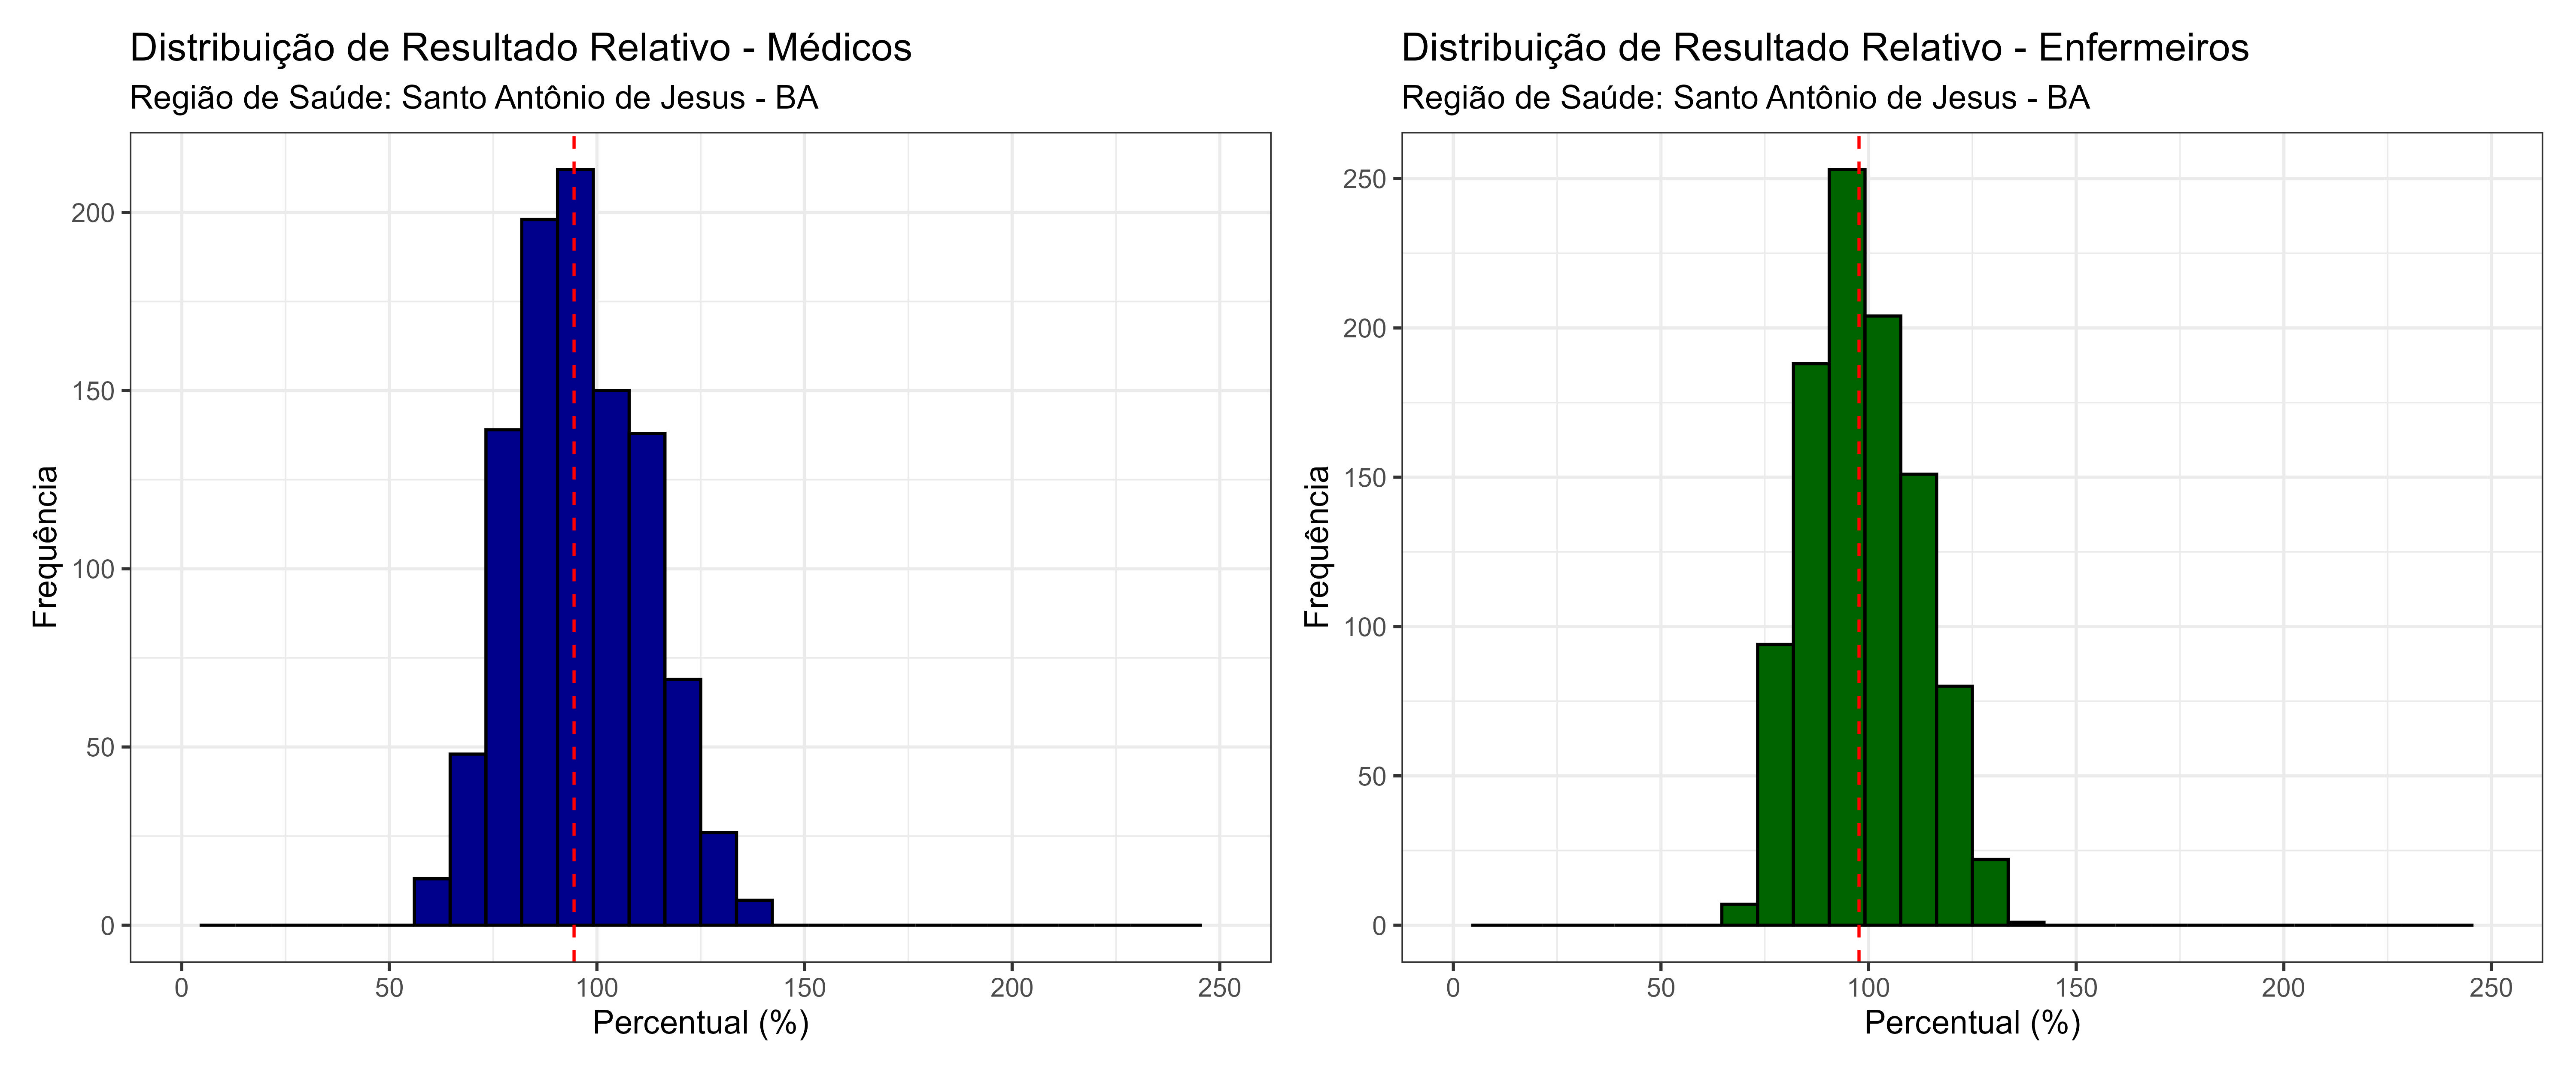 Distribuição de Resultado Relativo - Médicos
Região de Saúde: Santo Antônio de Jesus - BA
Frequência
200
150
100
50
0
0 50 100 150 200 250
Percentual (%)
Distribuição de Resultado Relativo - Enfermeiros
Região de Saúde: Santo Antônio de Jesus - BA
Frequência
250
200
150
100
50
0
0 50 100 150 200 250
Percentual (%)